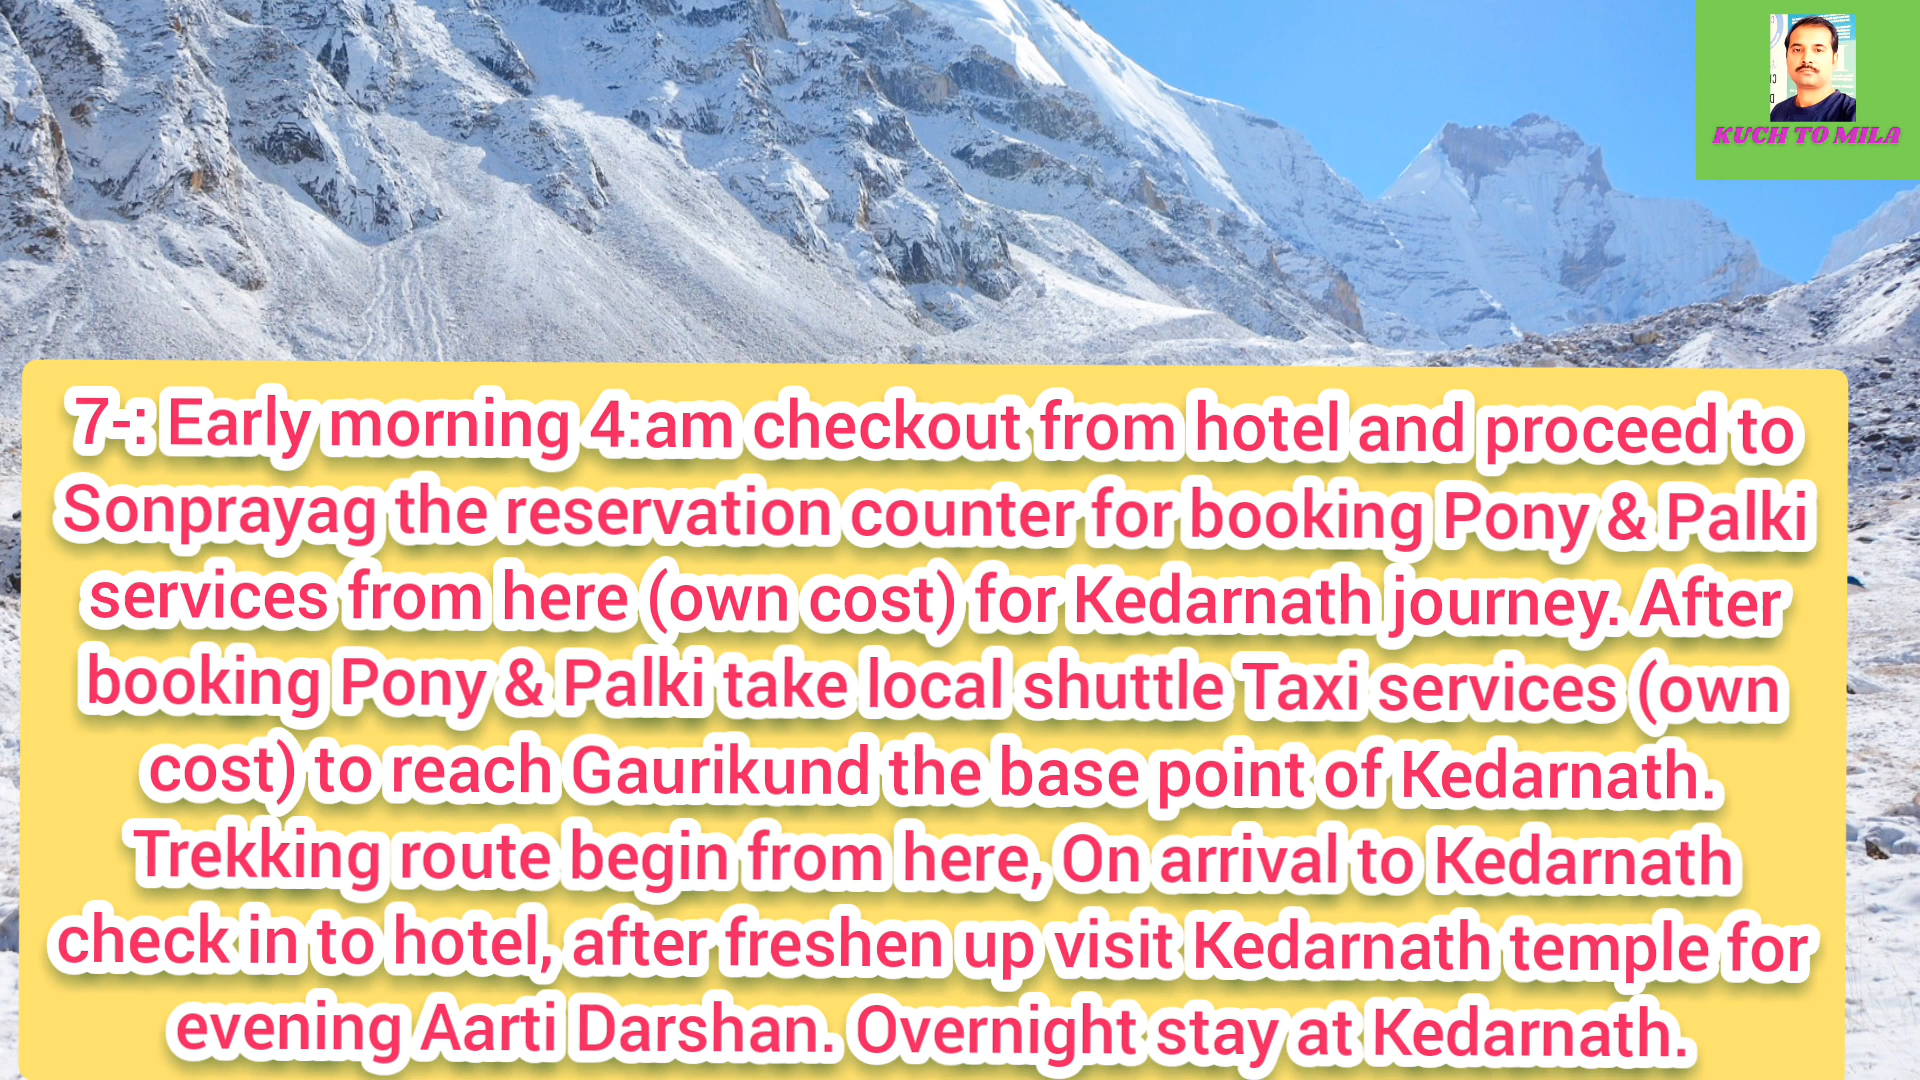 KUCH TO MILA
7-: Early morning 4:am checkout from hotel and proceed to
Sonprayag the reservation counter for booking Pony & Palki
services from here (own cost) for Kedarnath journey. After
booking Pony & Palki take local shuttle Taxi services (own
cost) to reach Gaurikund the base point of Kedarnath.
Trekking route begin from here, On arrival to Kedarnath
check in to hotel, after freshen up visit Kedarnath temple for
evening Aarti Darshan. Overnight stay at Kedarnath.